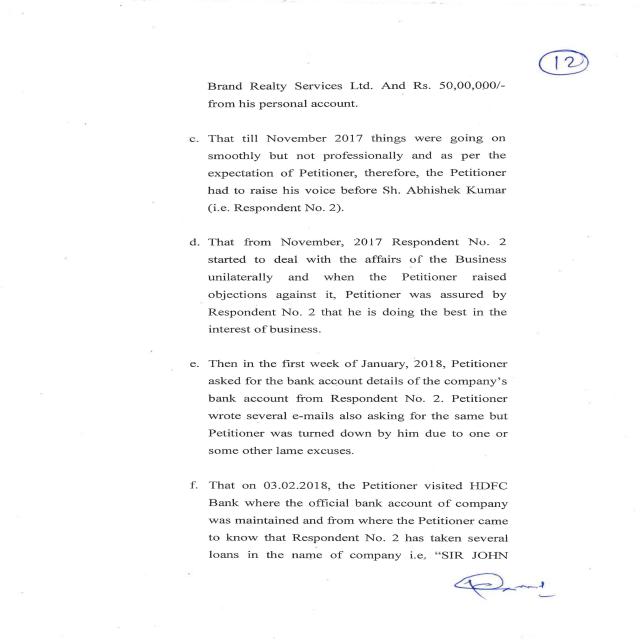 12
Brand Realty Services Ltd. And Rs. 50,00,000/-
from his personal account.
c. That till November 2017 things were going on
smoothly but not professionally and as per the
expectation of Petitioner, therefore, the Petitioner
had to raise his voice before Sh. Abhishek Kumar
(i.e. Respondent No. 2).
d. That from November, 2017 Respondent No. 2
started to deal with the affairs of the Business
unilaterally and when the Petitioner raised
objections against it, Petitioner was assured by
Respondent No. 2 that he is doing the best in the
interest of business.
e. Then in the first week of January, 2018, Petitioner
asked for the bank account details of the company's
bank account from Respondent No. 2. Petitioner
wrote several e-mails also asking for the same but
Petitioner was turned down by him due to one or
some other lame excuses.
f. That on 03.02.2018, the Petitioner visited HDFC
Bank where the official bank account of company
was maintained and from where the Petitioner came
to know that Respondent No. 2 has taken several
loans in the name of company i.e, "SIR JOHN